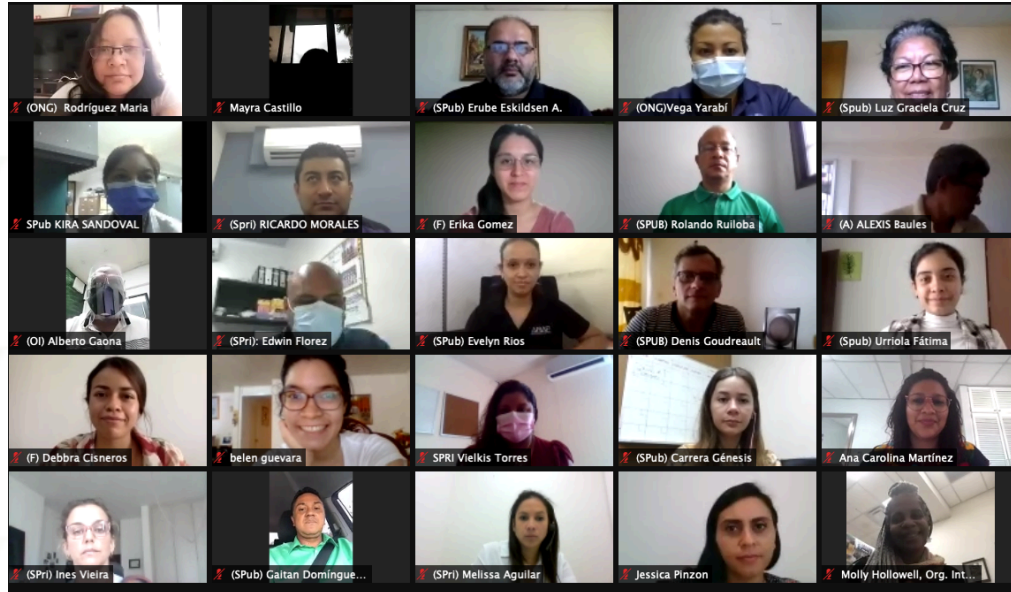 (ONG) Rodríguez Maria
Mayra Castillo
(SPub) Erube Eskildsen A.
(ONG)Vega Yarabí
(Spub) Luz Graciela Cruz
SPub KIRA SANDOVAL
(Spri) RICARDO MORALES
(F) Erika Gomez
(SPUB) Rolando Ruiloba
(A) ALEXIS Baules
(OI) Alberto Gaona
(SPri): Edwin Florez
(SPub) Evelyn Rios
(SPUB) Denis Goudreault
(Spub) Urriola Fátima
(F) Debbra Cisneros
belen guevara
SPRI Vielkis Torres
(SPub) Carrera Génesis
Ana Carolina Martínez
(SPri) Ines Vieira
(SPub) Gaitan Domíngue...
(SPri) Melissa Aguilar
Jessica Pinzon
Molly Hollowell, Org. Int...